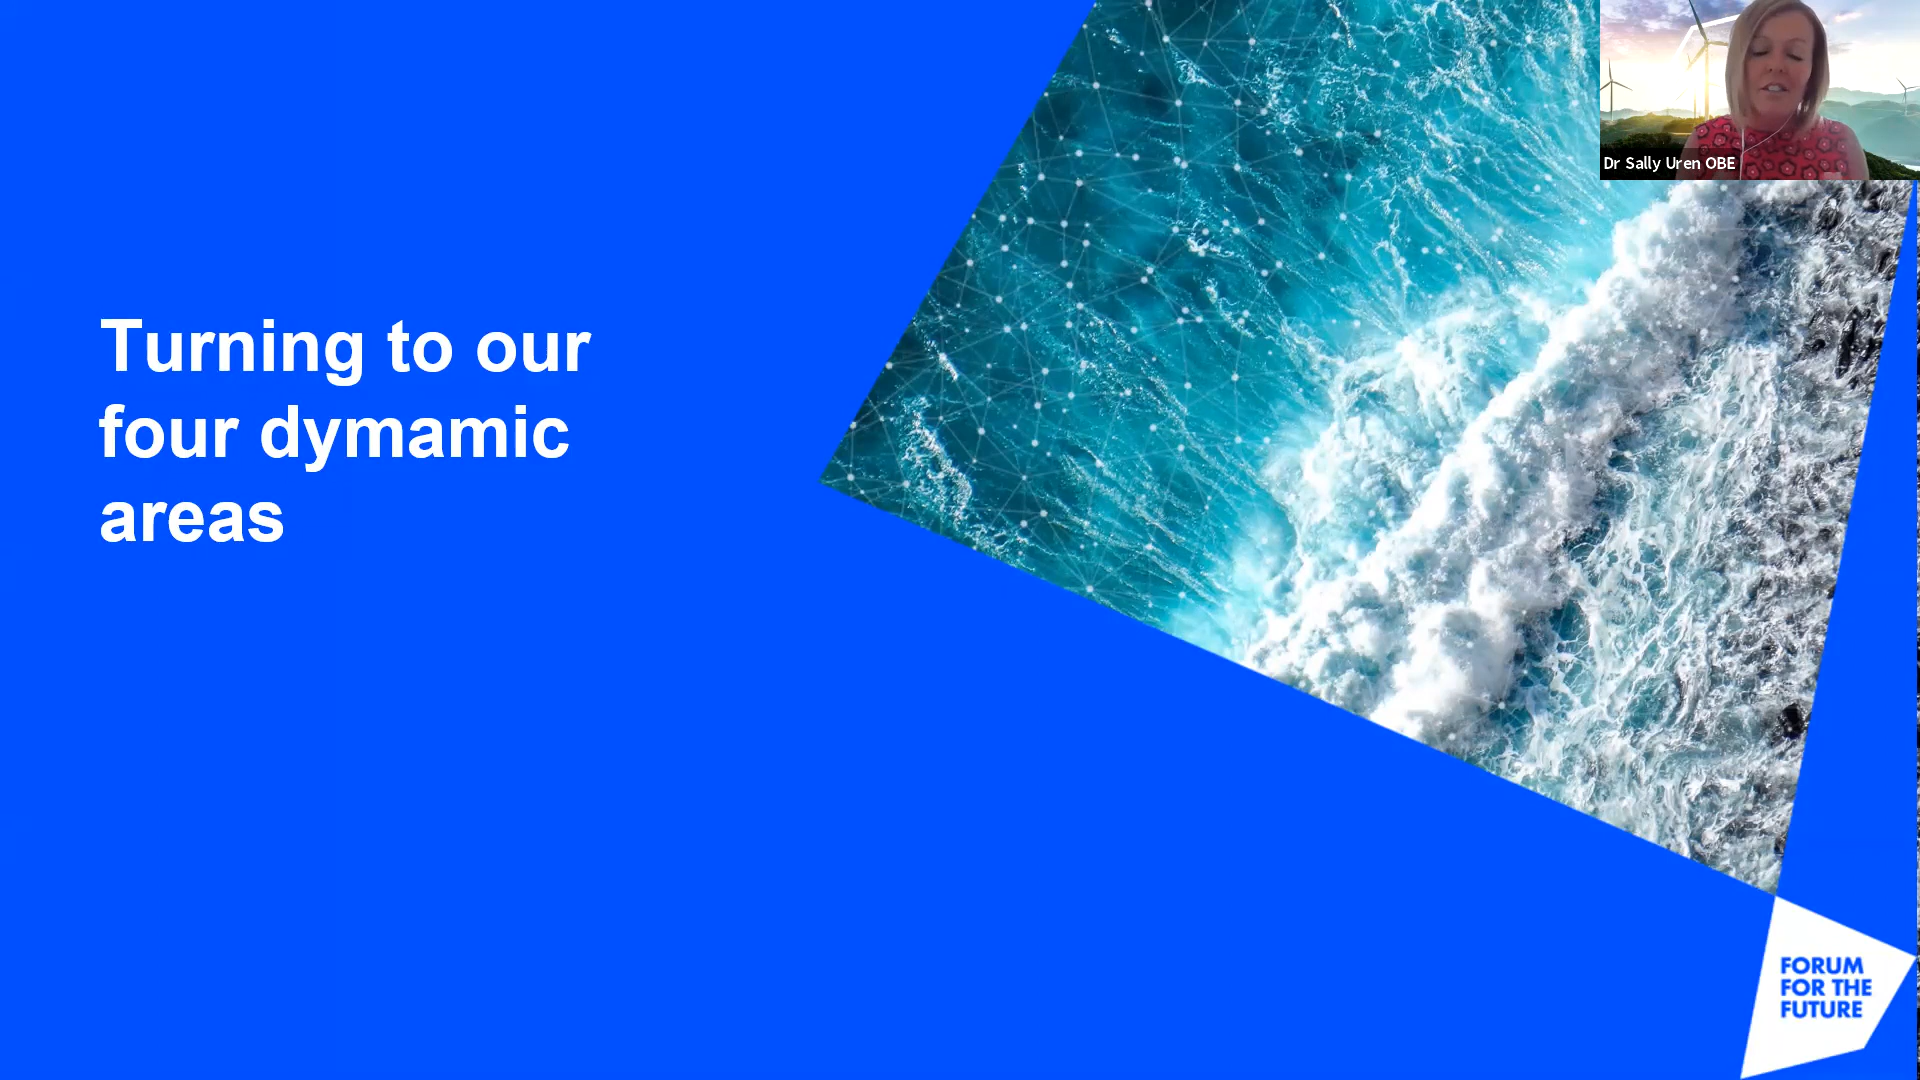 Turning to our
four dymamic
areas
Dr Sally Uren OBE
FORUM
FOR THE
FUTURE